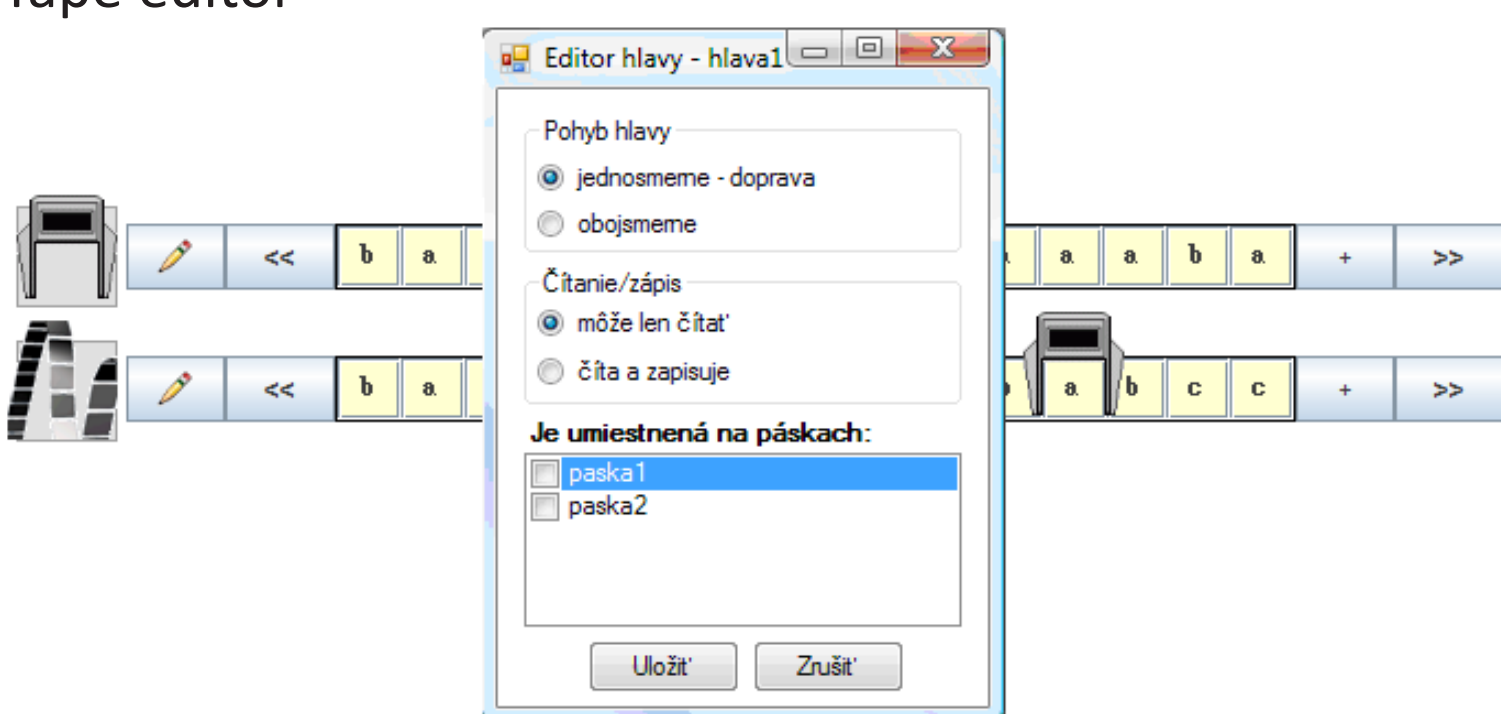 Tape editor
Editor hlavy - hlava1
Pohyb hlavy
jednosmerne - doprava
obojsmerne
<< b a a a b a + >>
Čítanie/zápis
môže len čítať
číta a zapisuje
<< b a a b c c + >>
Je umiestnená na páskach:
paska1
paska2
Uložiť Zrušiť